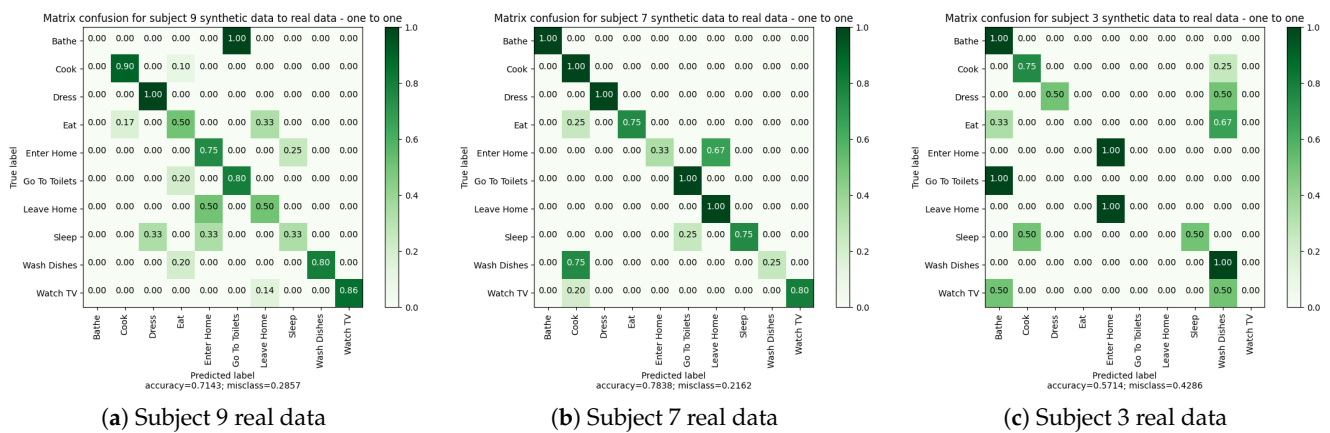 Matrix confusion for subject 9 synthetic data to real data - one to one
Bathe 0.00 0.00 0.00 0.00 0.00 1.00 0.00 0.00 0.00 0.00
Cook 0.00 0.90 0.00 0.10 0.00 0.00 0.00 0.00 0.00 0.00
Dress 0.00 0.00 1.00 0.00 0.00 0.00 0.00 0.00 0.00 0.00
Eat 0.00 0.17 0.00 0.50 0.00 0.00 0.33 0.00 0.00 0.00
Enter Home 0.00 0.00 0.00 0.00 0.75 0.00 0.00 0.25 0.00 0.00
Go To Toilets 0.00 0.00 0.00 0.20 0.00 0.80 0.00 0.00 0.00 0.00
Leave Home 0.00 0.00 0.00 0.00 0.50 0.00 0.50 0.00 0.00 0.00
Sleep 0.00 0.00 0.33 0.00 0.33 0.00 0.00 0.33 0.00 0.00
Wash Dishes 0.00 0.00 0.00 0.20 0.00 0.00 0.00 0.00 0.80 0.00
Watch TV 0.00 0.00 0.00 0.00 0.00 0.00 0.14 0.00 0.00 0.86
True label
Bathe Cook Dress Eat Enter Home Go To Toilets Leave Home Sleep Wash Dishes Watch TV
Predicted label
accuracy=0.7143; misclass=0.2857
1.0
0.8
0.6
0.4
0.2
0.0
(a) Subject 9 real data
Matrix confusion for subject 7 synthetic data to real data - one to one
Bathe 1.00 0.00 0.00 0.00 0.00 0.00 0.00 0.00 0.00 0.00
Cook 0.00 1.00 0.00 0.00 0.00 0.00 0.00 0.00 0.00 0.00
Dress 0.00 0.00 1.00 0.00 0.00 0.00 0.00 0.00 0.00 0.00
Eat 0.00 0.25 0.00 0.75 0.00 0.00 0.00 0.00 0.00 0.00
Enter Home 0.00 0.00 0.00 0.00 0.33 0.00 0.67 0.00 0.00 0.00
Go To Toilets 0.00 0.00 0.00 0.00 0.00 1.00 0.00 0.00 0.00 0.00
Leave Home 0.00 0.00 0.00 0.00 0.00 0.00 1.00 0.00 0.00 0.00
Sleep 0.00 0.00 0.00 0.00 0.00 0.25 0.00 0.75 0.00 0.00
Wash Dishes 0.00 0.75 0.00 0.00 0.00 0.00 0.00 0.00 0.25 0.00
Watch TV 0.00 0.20 0.00 0.00 0.00 0.00 0.00 0.00 0.00 0.80
True label
Bathe Cook Dress Eat Enter Home Go To Toilets Leave Home Sleep Wash Dishes Watch TV
Predicted label
accuracy=0.7838; misclass=0.2162
1.0
0.8
0.6
0.4
0.2
0.0
(b) Subject 7 real data
Matrix confusion for subject 3 synthetic data to real data - one to one
Bathe 1.00 0.00 0.00 0.00 0.00 0.00 0.00 0.00 0.00 0.00
Cook 0.00 0.75 0.00 0.00 0.00 0.00 0.00 0.00 0.25 0.00
Dress 0.00 0.00 0.50 0.00 0.00 0.00 0.00 0.00 0.50 0.00
Eat 0.33 0.00 0.00 0.00 0.00 0.00 0.00 0.00 0.67 0.00
Enter Home 0.00 0.00 0.00 0.00 1.00 0.00 0.00 0.00 0.00 0.00
Go To Toilets 1.00 0.00 0.00 0.00 0.00 0.00 0.00 0.00 0.00 0.00
Leave Home 0.00 0.00 0.00 0.00 1.00 0.00 0.00 0.00 0.00 0.00
Sleep 0.00 0.50 0.00 0.00 0.00 0.00 0.00 0.50 0.00 0.00
Wash Dishes 0.00 0.00 0.00 0.00 0.00 0.00 0.00 0.00 1.00 0.00
Watch TV 0.50 0.00 0.00 0.00 0.00 0.00 0.00 0.00 0.50 0.00
True label
Bathe Cook Dress Eat Enter Home Go To Toilets Leave Home Sleep Wash Dishes Watch TV
Predicted label
accuracy=0.5714; misclass=0.4286
1.0
0.8
0.6
0.4
0.2
0.0
(c) Subject 3 real data